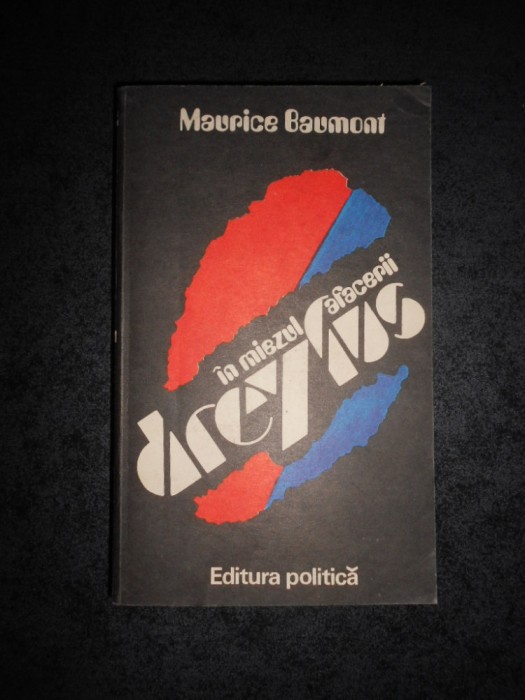 Maurice Baumont
în miezul afacerii
dreyfus
Editura politică